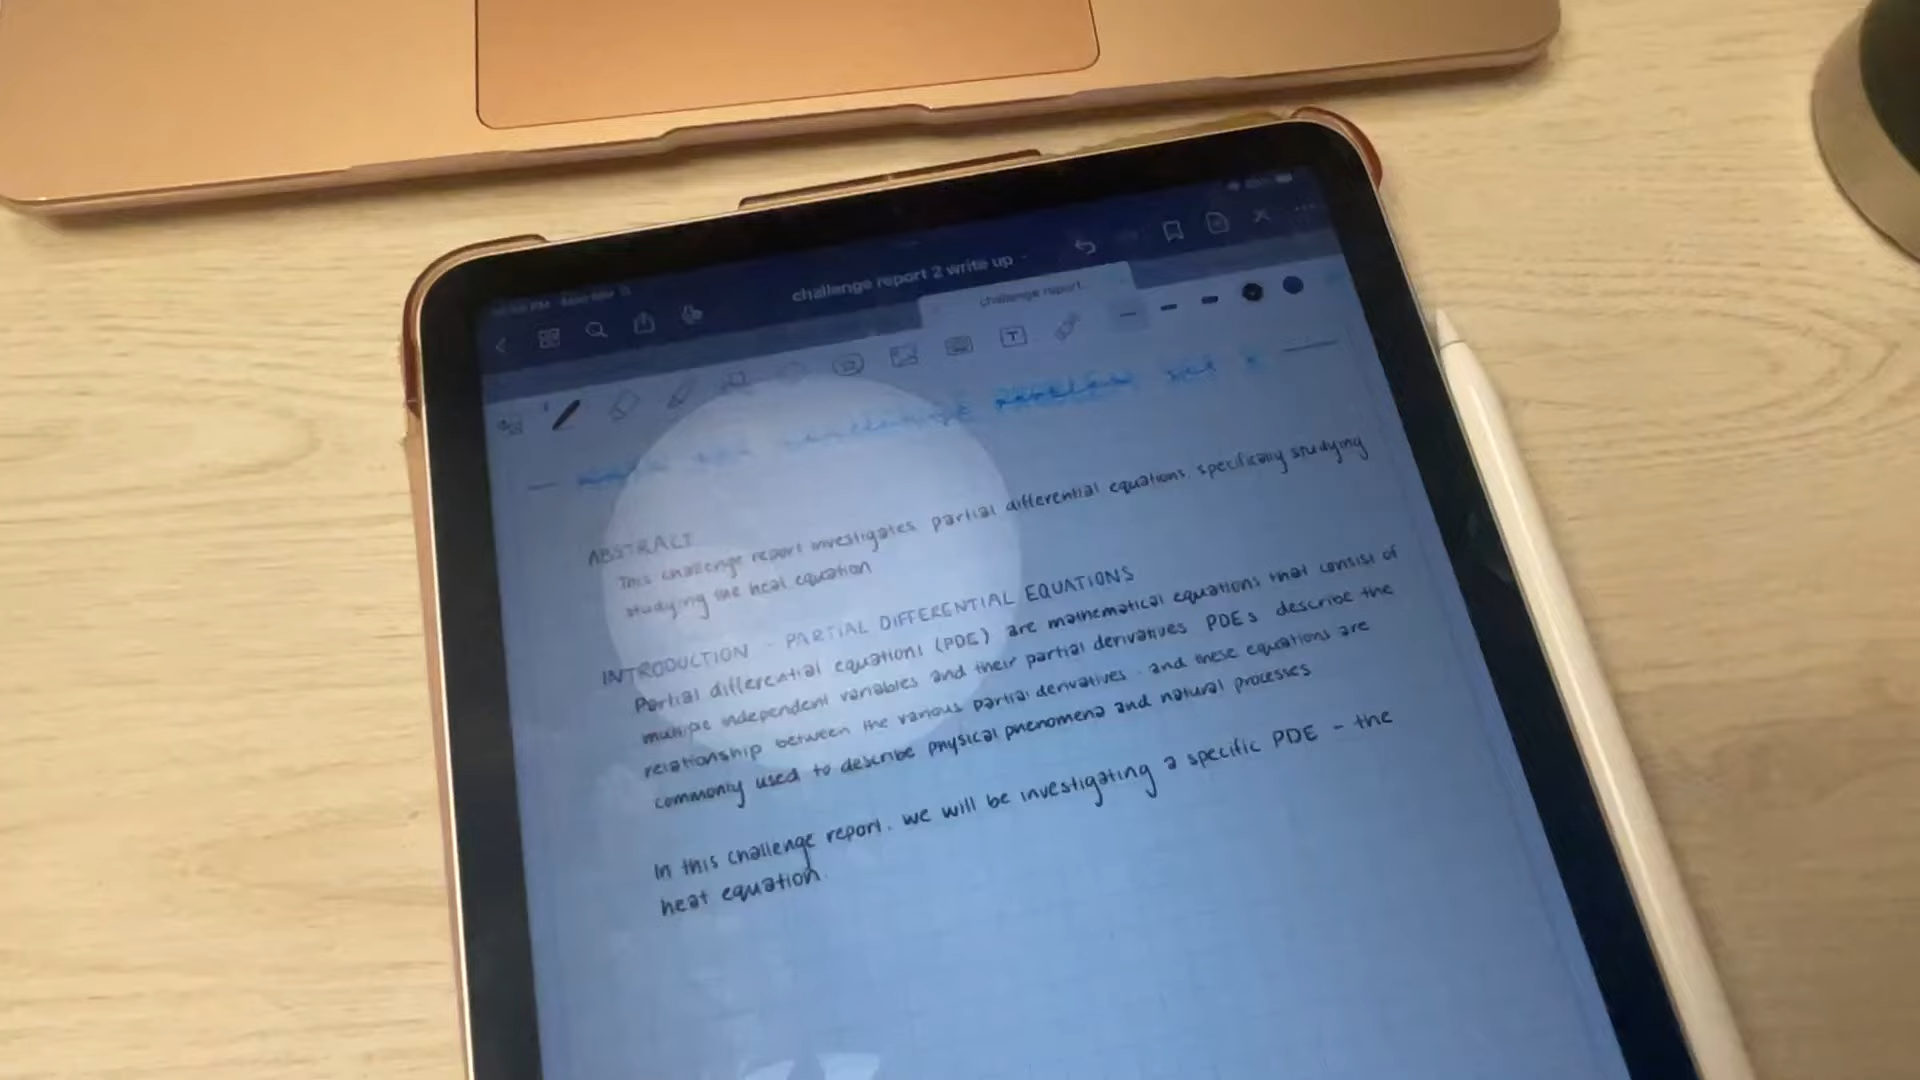 challenge report 2 write up
challenge report
ABSTRACT
This challenge report investigates partial differential equations, specifically studying
studying the heat equation
INTRODUCTION - PARTIAL DIFFERENTIAL EQUATIONS
Partial differential equations (PDE) are mathematical equations that consist of
multiple independent variables and their partial derivatives. PDEs describe the
relationship between the various partial derivatives, and these equations are
commonly used to describe physical phenomena and natural processes
In this challenge report, we will be investigating a specific PDE - the
heat equation.